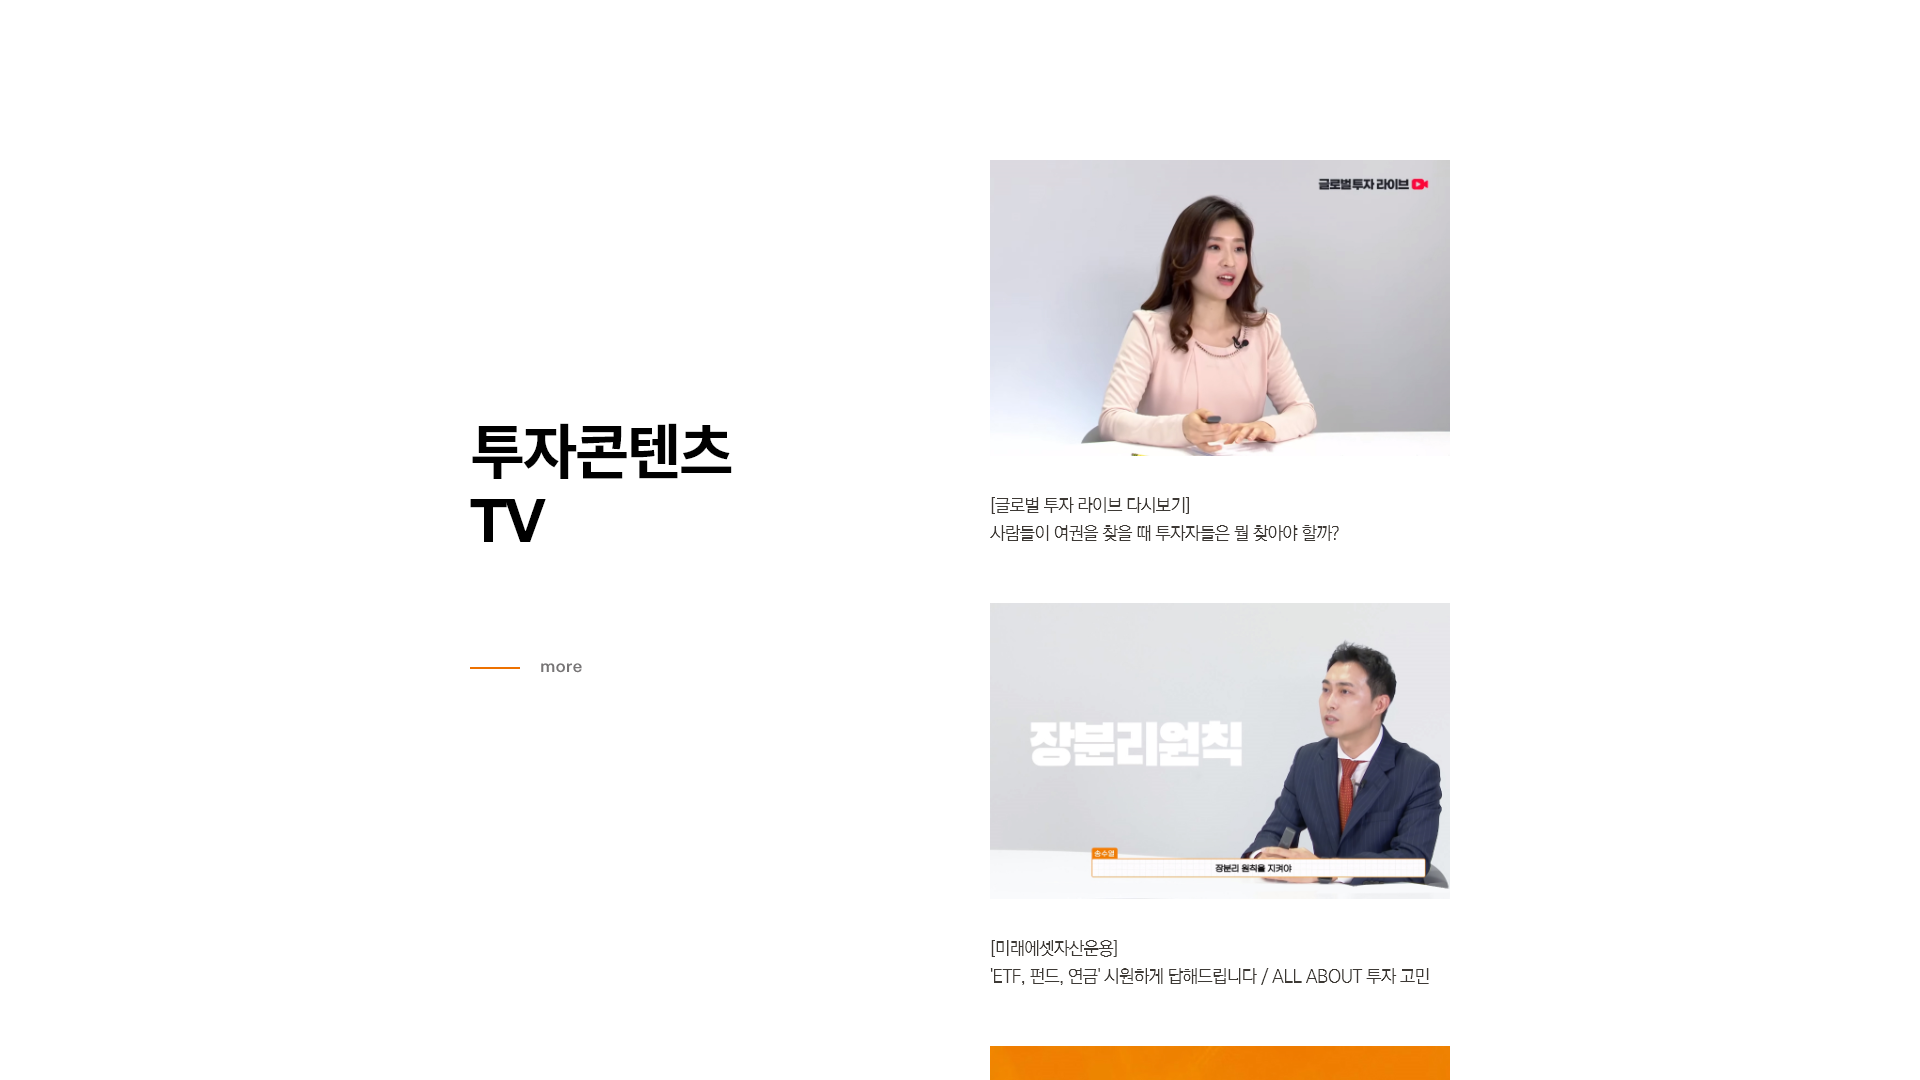 투자콘텐츠
TV
more
글로벌 투자 라이브
[글로벌 투자 라이브 다시보기]
사람들이 여권을 찾을 때 투자자들은 뭘 찾아야 할까?
장분리원칙
송수영
장분리 원칙을 지켜야
[미래에셋자산운용]
'ETF, 펀드, 연금' 시원하게 답해드립니다 / ALL ABOUT 투자 고민